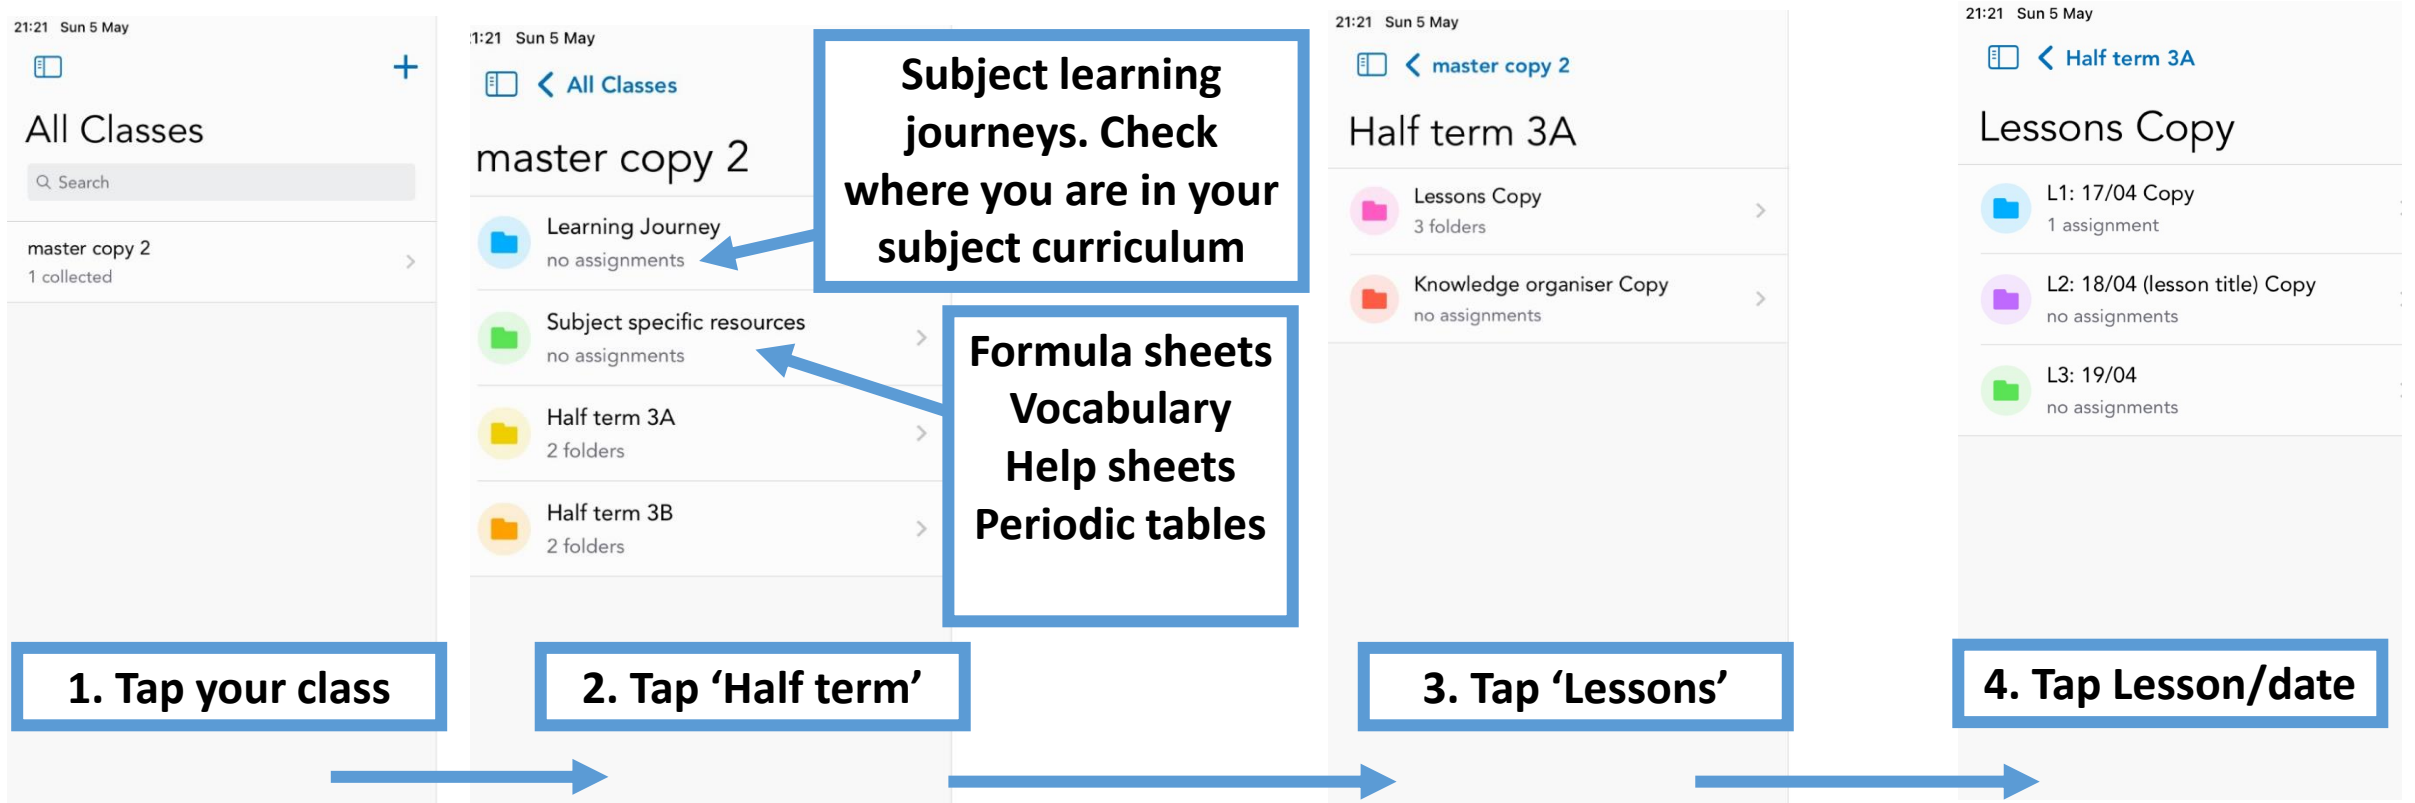 21:21 Sun 5 May
All Classes
Search
master copy 2
1 collected
1. Tap your class
:1:21 Sun 5 May
All Classes
master copy 2
Learning Journey
no assignments
Subject specific resources
no assignments
Half term 3A
2 folders
Half term 3B
2 folders
2. Tap ‘Half term’
Subject learning
journeys. Check
where you are in your
subject curriculum
Formula sheets
Vocabulary
Help sheets
Periodic tables
21:21 Sun 5 May
master copy 2
Half term 3A
Lessons Copy
3 folders
Knowledge organiser Copy
no assignments
3. Tap ‘Lessons’
21:21 Sun 5 May
Half term 3A
Lessons Copy
L1: 17/04 Copy
1 assignment
L2: 18/04 (lesson title) Copy
no assignments
L3: 19/04
no assignments
4. Tap Lesson/date